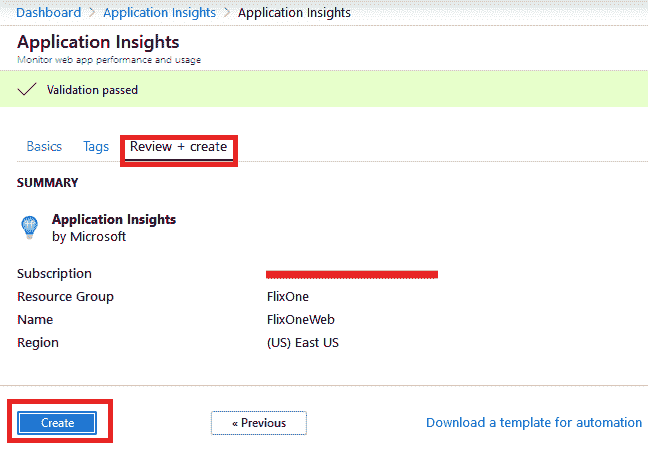 Dashboard > Application Insights > Application Insights
Application Insights
Monitor web app performance and usage
Validation passed
Basics Tags Review + create
SUMMARY
Application Insights
by Microsoft
Subscription
Resource Group FlixOne
Name FlixOneWeb
Region (US) East US
Create « Previous Download a template for automation